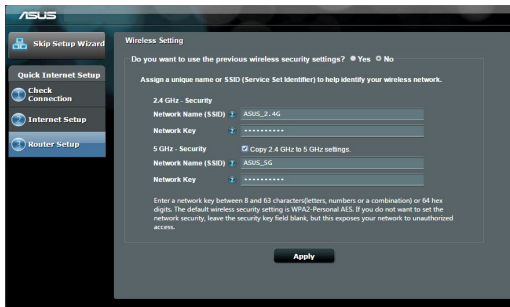 ASUS
Skip Setup Wizard
Quick Internet Setup
1 Check Connection
2 Internet Setup
3 Router Setup
Wireless Setting
Do you want to use the previous wireless security settings? Yes No
Assign a unique name or SSID (Service Set Identifier) to help identify your wireless network.
2.4 GHz - Security
Network Name (SSID) ? ASUS_2.4G
Network Key ? ••••••••••
5 GHz - Security Copy 2.4 GHz to 5 GHz settings.
Network Name (SSID) ? ASUS_5G
Network Key ? ••••••••••
Enter a network key between 8 and 63 characters(letters, numbers or a combination) or 64 hex
digits. The default wireless security setting is WPA2-Personal AES. If you do not want to set the
network security, leave the security key field blank, but this exposes your network to unauthorized
access.
Apply